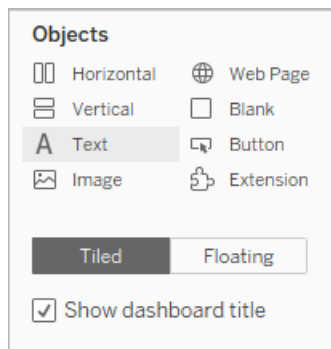 Objects
Horizontal Web Page
Vertical Blank
Text Button
Image Extension
Tiled Floating
Show dashboard title